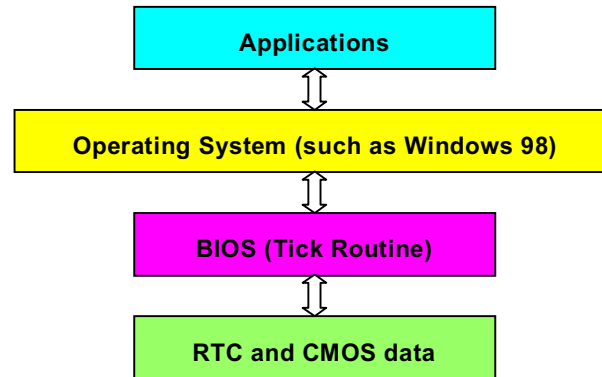 Applications
Operating System (such as Windows 98)
BIOS (Tick Routine)
RTC and CMOS data